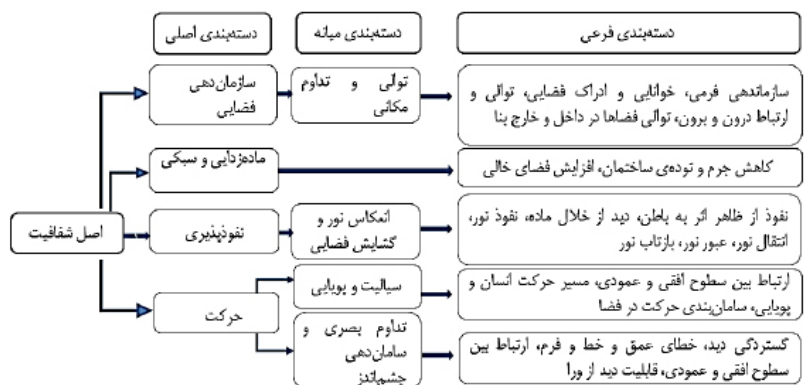 دسته‌بندی اصلی
دسته‌بندی میانه
دسته‌بندی فرعی
اصل شفافیت
سازمان‌دهی
فضایی
توالی و تداوم
مکانی
سازماندهی فرمی، خوانایی و ادراک فضایی، توالی و
ارتباط درون و برون، توالی فضاها در داخل و خارج بنا
ماده‌زدایی و سبکی
کاهش جرم و توده‌ی ساختمان، افزایش فضای خالی
نفوذپذیری
انعکاس نور و
گشایش فضایی
نفوذ از ظاهر اثر به باطن، دید از خلال ماده، نفوذ نور،
انتقال نور، عبور نور، بازتاب نور
حرکت
سیالیت و پویایی
ارتباط بین سطوح افقی و عمودی، مسیر حرکت انسان و
پویایی، سامان‌بندی حرکت در فضا
تداوم بصری و
سامان‌دهی
چشم‌اندز
گستردگی دید، خطای عمق و خط و فرم، ارتباط بین
سطوح افقی و عمودی، قابلیت دید از ورا